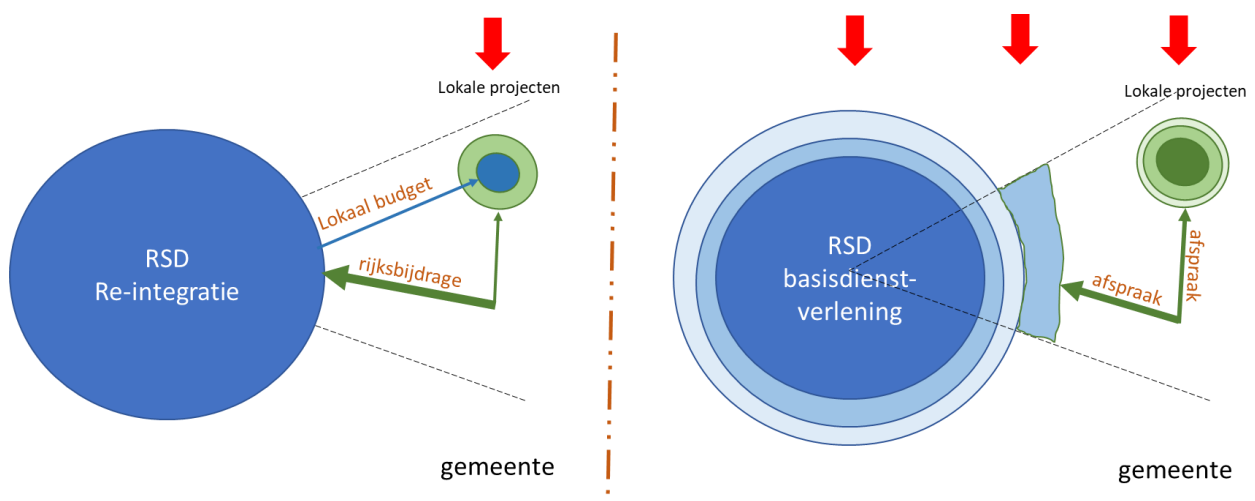 Lokale projecten
Lokaal budget
RSD
Re-integratie
rijksbijdrage
gemeente
Lokale projecten
RSD
basisdienst-
verlening
afspraak
afspraak
gemeente